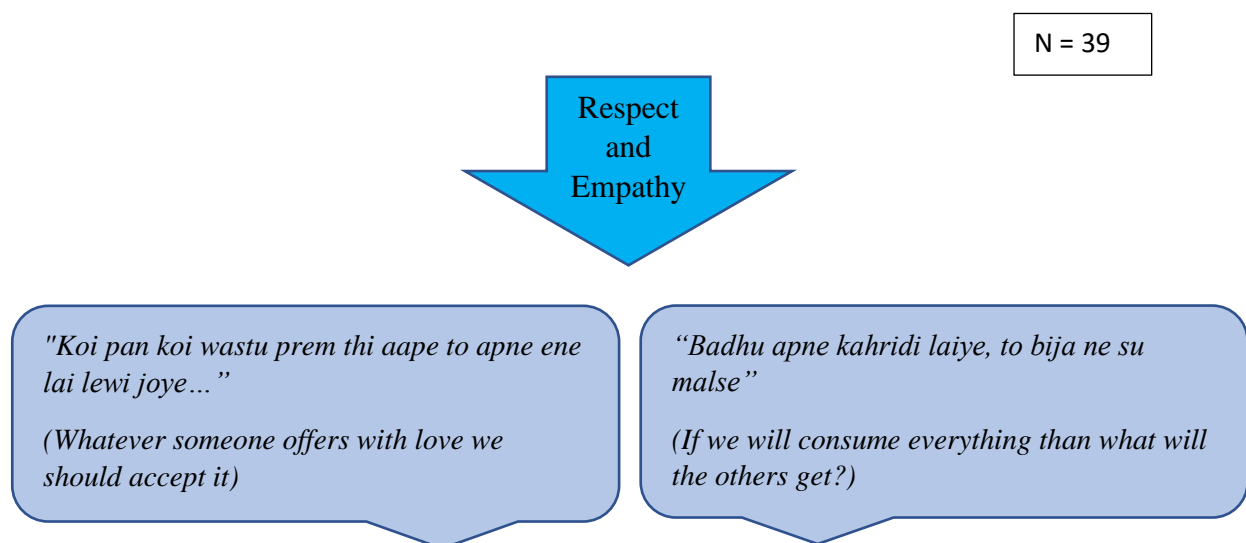 N = 39
Respect
and
Empathy
"Koi pan koi wastu prem thi aape to apne ene
lai lewi joye…”
(Whatever someone offers with love we
should accept it)
“Badhu apne kahridi laiye, to bija ne su
malse”
(If we will consume everything than what will
the others get?)